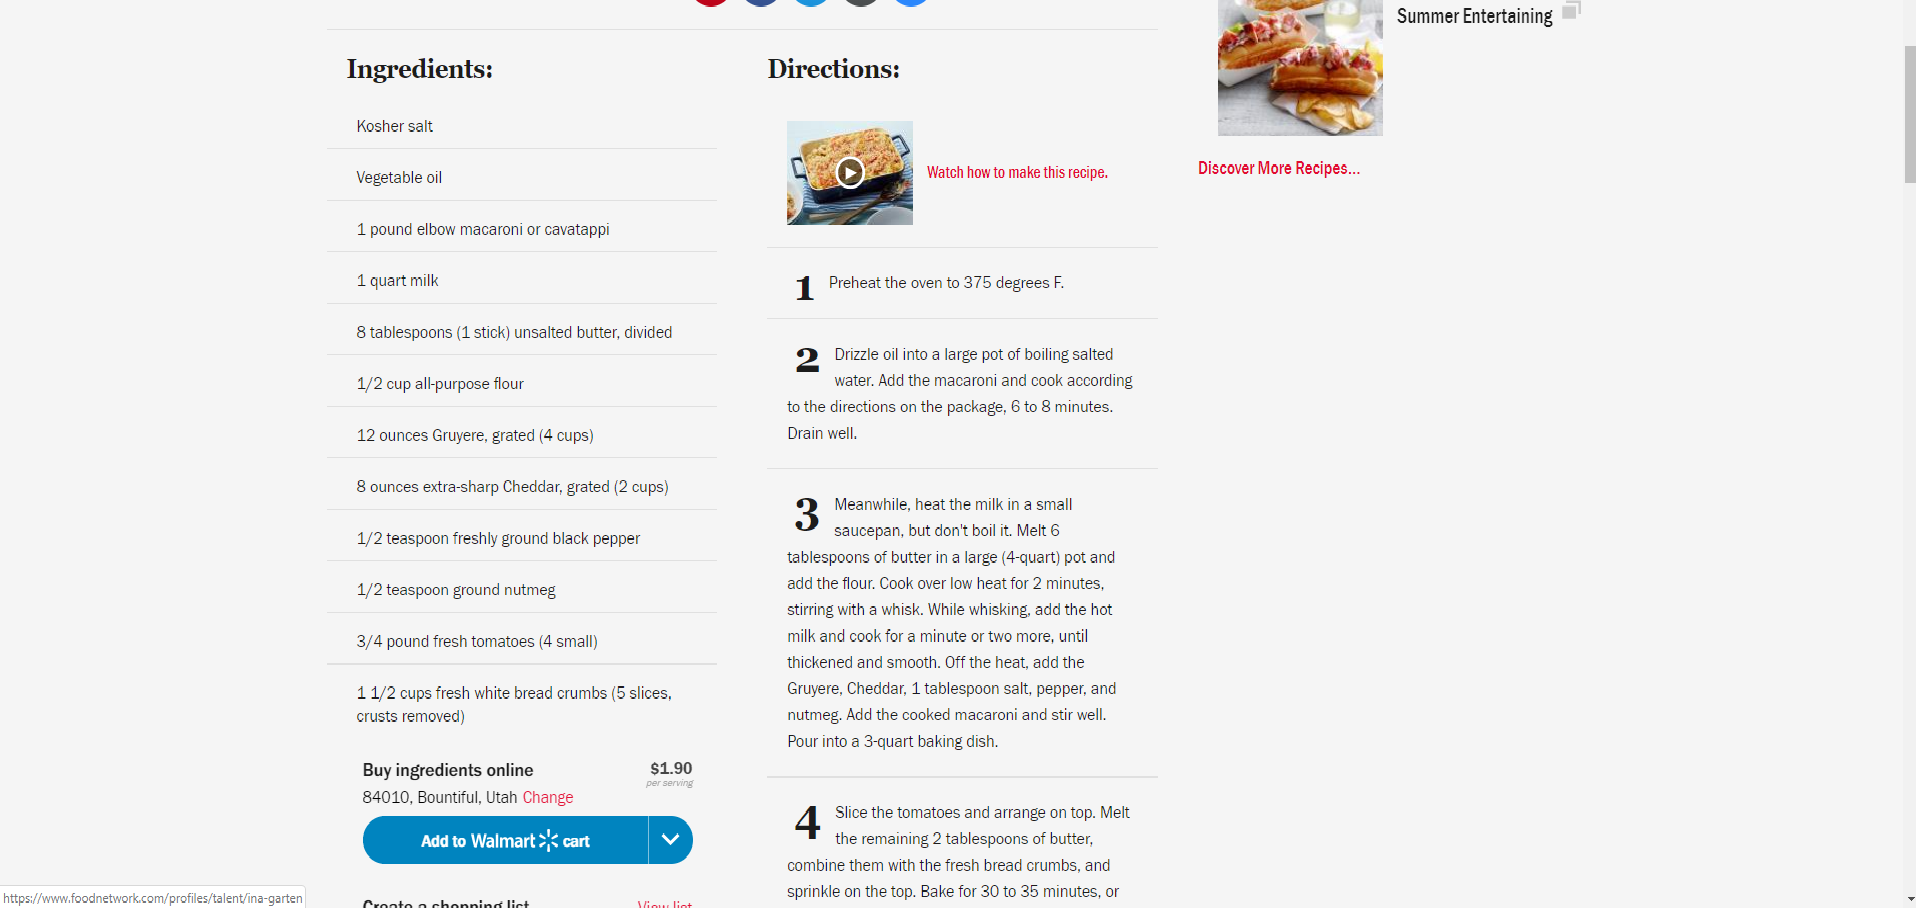 Summer Entertaining
Ingredients:
Kosher salt
Vegetable oil
1 pound elbow macaroni or cavatappi
1 quart milk
8 tablespoons (1 stick) unsalted butter, divided
1/2 cup all-purpose flour
12 ounces Gruyere, grated (4 cups)
8 ounces extra-sharp Cheddar, grated (2 cups)
1/2 teaspoon freshly ground black pepper
1/2 teaspoon ground nutmeg
3/4 pound fresh tomatoes (4 small)
1 1/2 cups fresh white bread crumbs (5 slices,
crusts removed)
Buy ingredients online
$1.90
per serving
84010, Bountiful, Utah Change
Add to Walmart cart
Create a shopping list
View list
Directions:
Watch how to make this recipe.
1 Preheat the oven to 375 degrees F.
2 Drizzle oil into a large pot of boiling salted
water. Add the macaroni and cook according
to the directions on the package, 6 to 8 minutes.
Drain well.
3 Meanwhile, heat the milk in a small
saucepan, but don't boil it. Melt 6
tablespoons of butter in a large (4-quart) pot and
add the flour. Cook over low heat for 2 minutes,
stirring with a whisk. While whisking, add the hot
milk and cook for a minute or two more, until
thickened and smooth. Off the heat, add the
Gruyere, Cheddar, 1 tablespoon salt, pepper, and
nutmeg. Add the cooked macaroni and stir well.
Pour into a 3-quart baking dish.
4 Slice the tomatoes and arrange on top. Melt
the remaining 2 tablespoons of butter,
combine them with the fresh bread crumbs, and
sprinkle on the top. Bake for 30 to 35 minutes, or
Discover More Recipes...
https://www.foodnetwork.com/profiles/talent/ina-garten